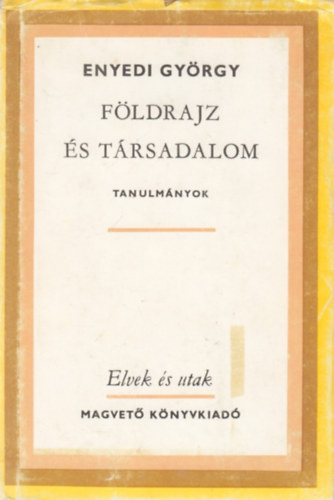 ENYEDI GYÖRGY
FÖLDRAJZ
ÉS TÁRSADALOM
TANULMÁNYOK
Elvek és utak
MAGVETŐ KÖNYVKIADÓ